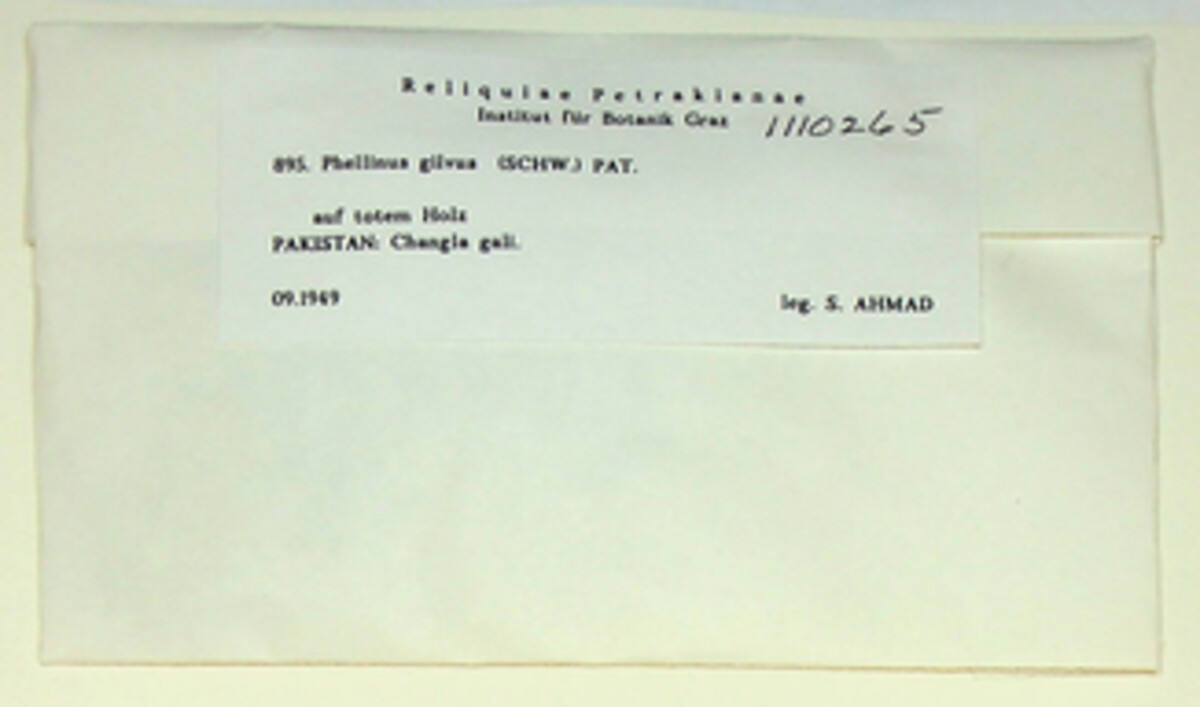 Reliquiae Petrakianae
Institut für Botanik Graz 1110265
895. Phellinus gilvus (SCHW.) PAT.
auf totem Holz
PAKISTAN: Changla gali.
09.1949
leg. S. AHMAD